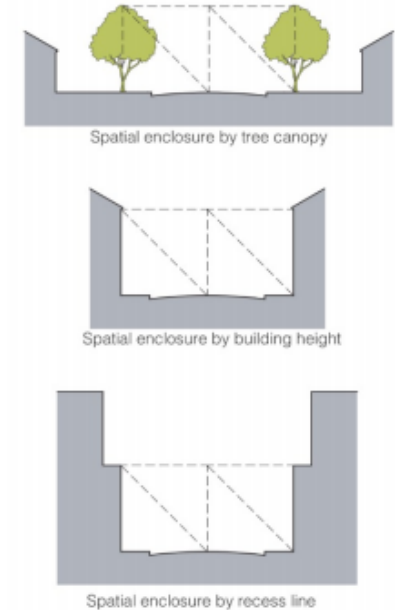 Spatial enclosure by tree canopy
Spatial enclosure by building height
Spatial enclosure by recess line